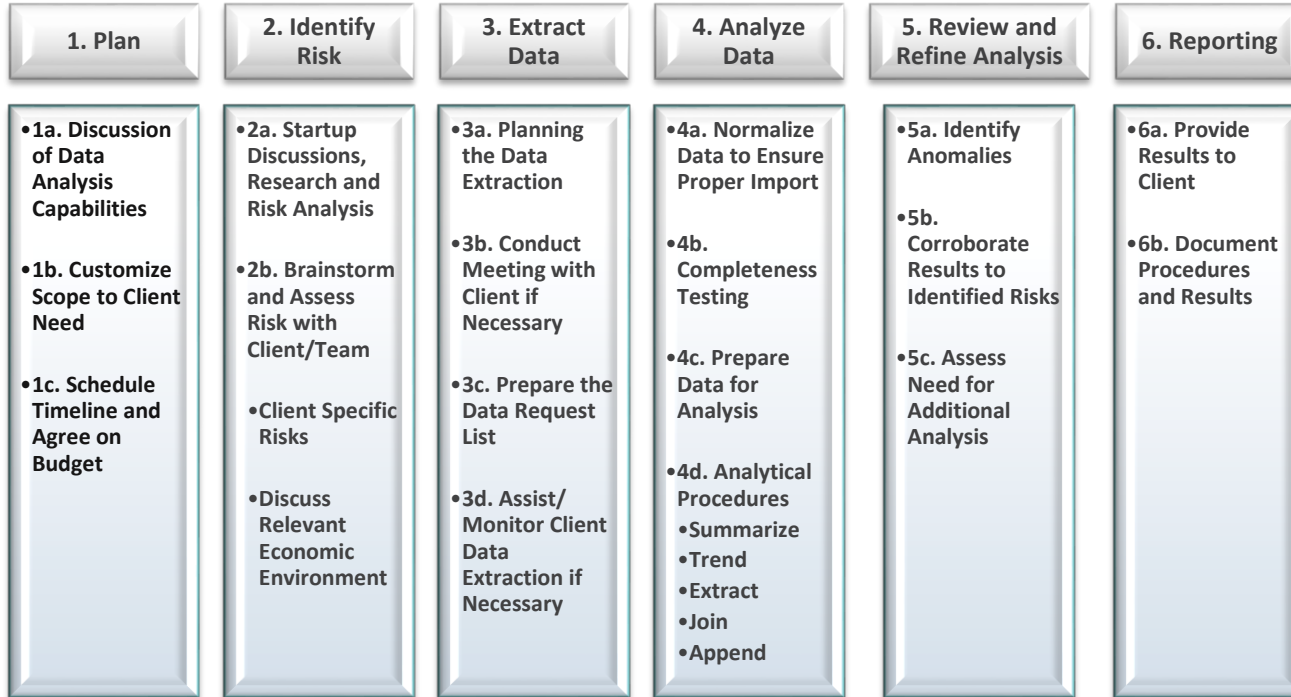 1. Plan
2. Identify
Risk
3. Extract
Data
4. Analyze
Data
5. Review and
Refine Analysis
6. Reporting
•1a. Discussion
of Data
Analysis
Capabilities
•1b. Customize
Scope to Client
Need
•1c. Schedule
Timeline and
Agree on
Budget
•2a. Startup
Discussions,
Research and
Risk Analysis
•2b. Brainstorm
and Assess
Risk with
Client/Team
•Client Specific
Risks
•Discuss
Relevant
Economic
Environment
•3a. Planning
the Data
Extraction
•3b. Conduct
Meeting with
Client if
Necessary
•3c. Prepare the
Data Request
List
•3d. Assist/
Monitor Client
Data
Extraction if
Necessary
•4a. Normalize
Data to Ensure
Proper Import
•4b.
Completeness
Testing
•4c. Prepare
Data for
Analysis
•4d. Analytical
Procedures
•Summarize
•Trend
•Extract
•Join
•Append
•5a. Identify
Anomalies
•5b.
Corroborate
Results to
Identified Risks
•5c. Assess
Need for
Additional
Analysis
•6a. Provide
Results to
Client
•6b. Document
Procedures
and Results